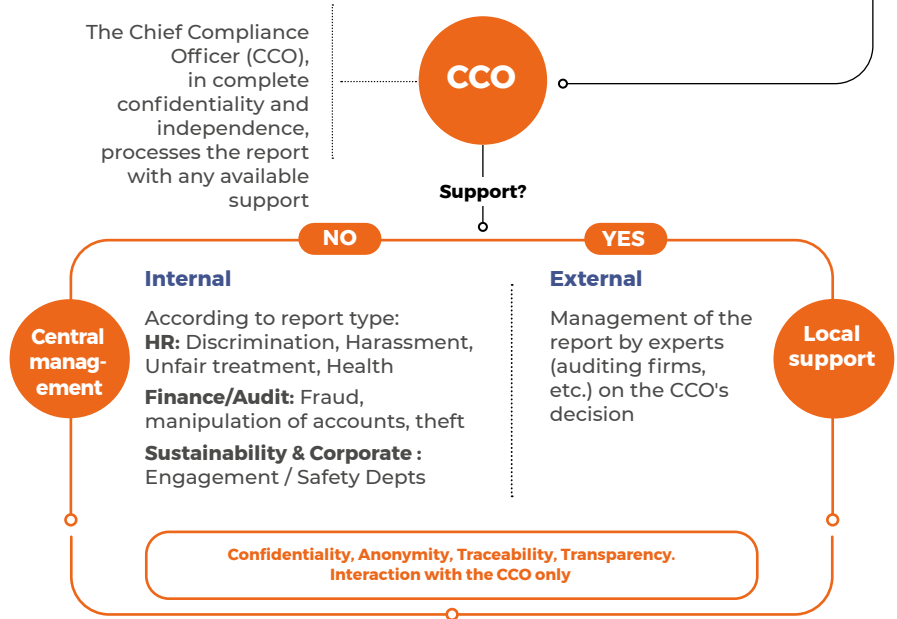 The Chief Compliance
Officer (CCO),
in complete
confidentiality and
independence,
processes the report
with any available
support
CCO
Support?
NO
YES
Central
manag-
ement
Internal
According to report type:
HR: Discrimination, Harassment,
Unfair treatment, Health
Finance/Audit: Fraud,
manipulation of accounts, theft
Sustainability & Corporate :
Engagement / Safety Depts
External
Management of the
report by experts
(auditing firms,
etc.) on the CCO's
decision
Local
support
Confidentiality, Anonymity, Traceability, Transparency.
Interaction with the CCO only